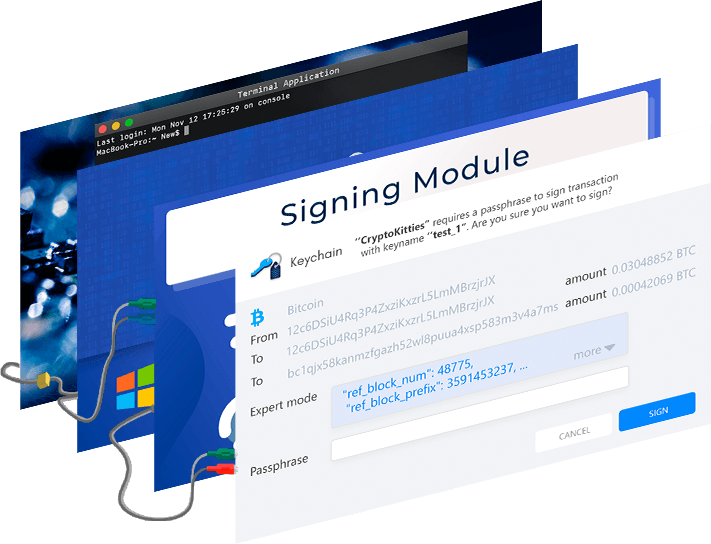 Terminal Application
Last login: Mon Nov 12 17:25:29 on console
MacBook-Pro:~ New$
Signing Module
Keychain
"CryptoKitties" requires a passphrase to sign transaction
with keyname "test_1". Are you sure you want to sign?
Bitcoin
From 12c6DSiU4Rq3P4ZxziKxzrL5LmMBrzjrJX
To 12c6DSiU4Rq3P4ZxziKxzrL5LmMBrzjrJX amount 0.03048852 BTC
To bc1qjx58kanmzfgazh52wl8puua4xsp583m3v4a7ms amount 0.00042069 BTC
Expert mode
"ref_block_num": 48775,
"ref_block_prefix": 3591453237, ...
more
Passphrase
CANCEL
SIGN